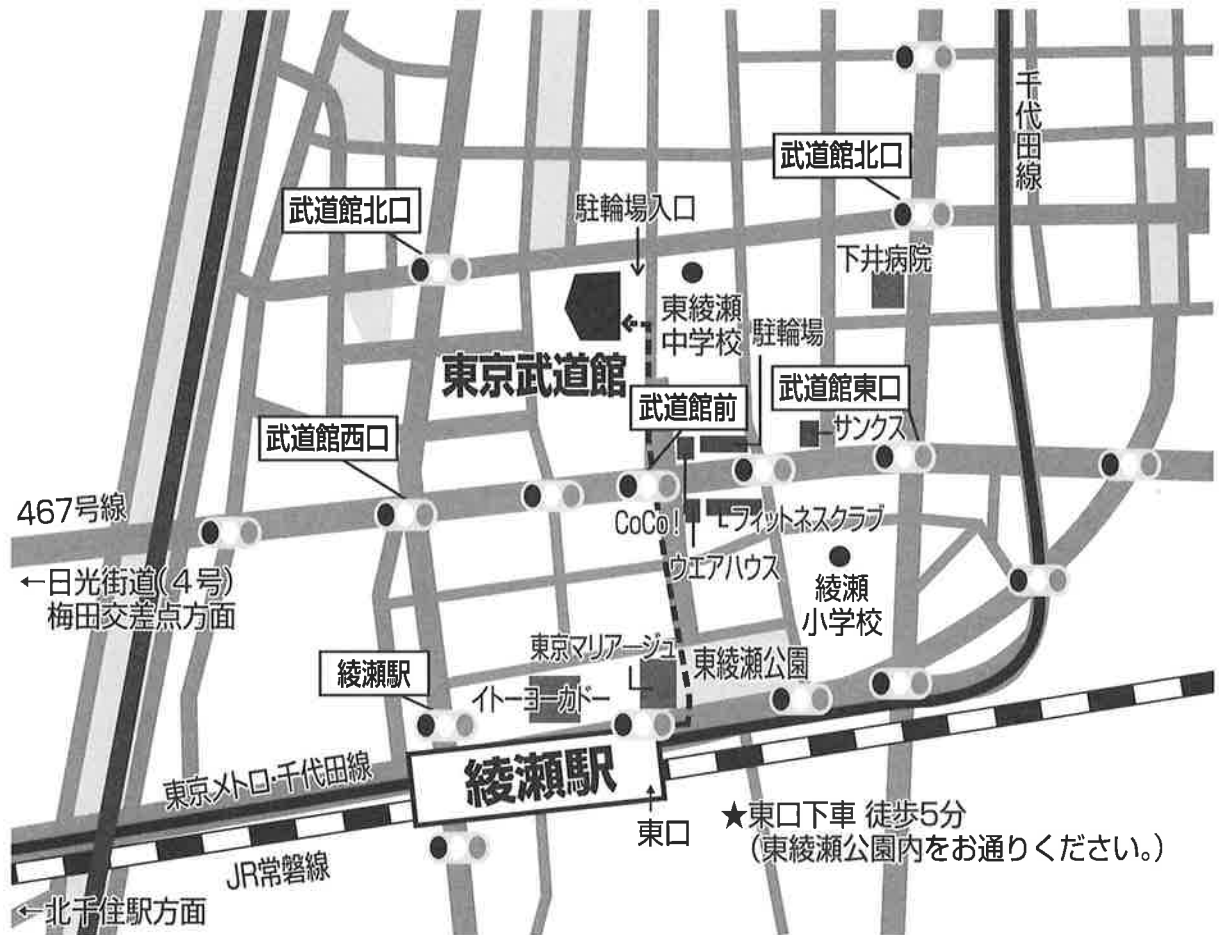 千代田線
武道館北口
武道館北口
駐輪場入口
下井病院
東綾瀬
中学校
駐輪場
東京武道館
武道館前
武道館東口
サンクス
武道館西口
467号線
CoCo!
フィットネスクラブ
ウエアハウス
←日光街道(4号)
梅田交差点方面
綾瀬
小学校
東京マリアージュ
東綾瀬公園
綾瀬駅
イトーヨーカドー
東京メトロ・千代田線
綾瀬駅
東口
★東口下車 徒歩5分
(東綾瀬公園内をお通りください。)
JR常磐線
←北千住駅方面